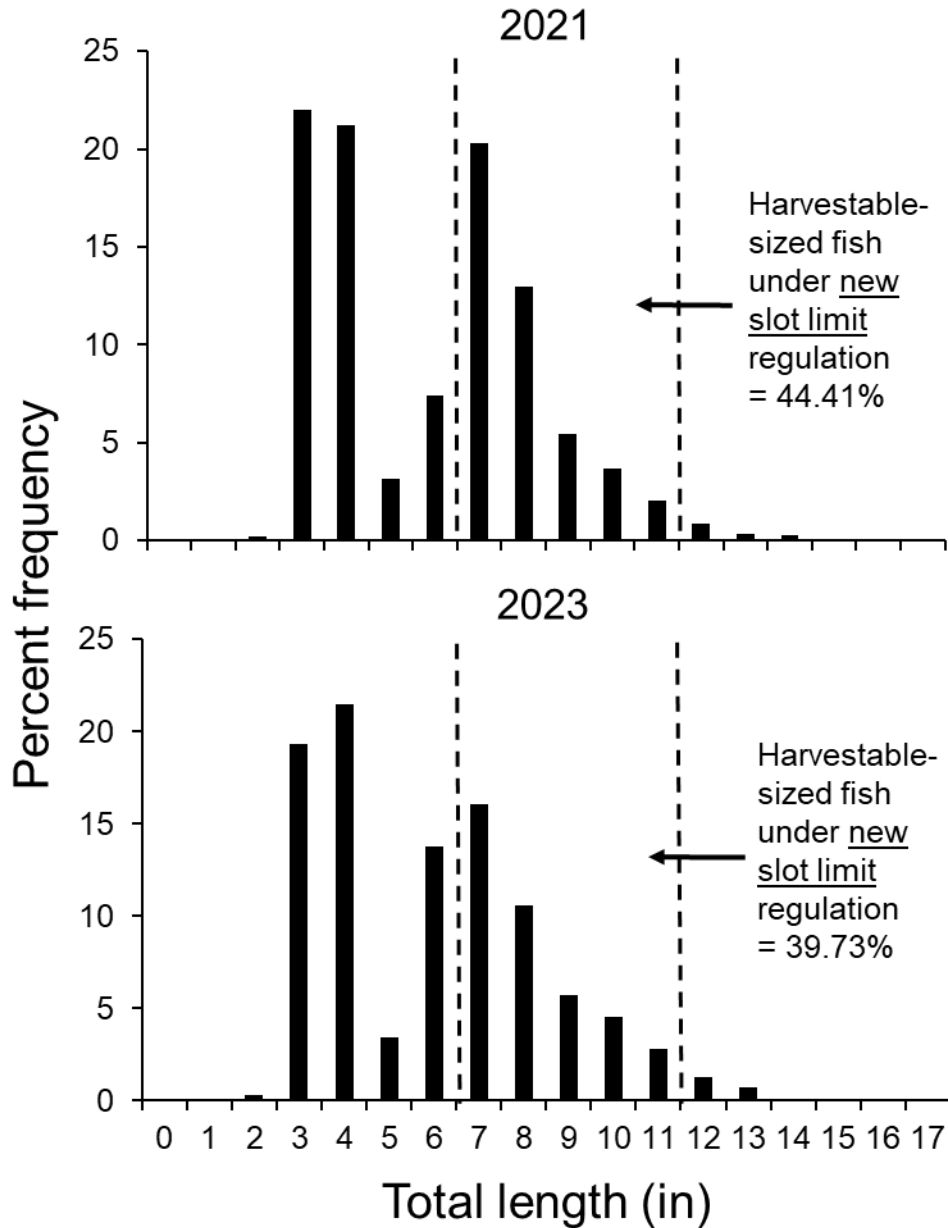 2021
25
20
15
10
5
0
Harvestable-
sized fish
under new
slot limit
regulation
= 44.41%
Percent frequency
2023
25
20
15
10
5
0
Harvestable-
sized fish
under new
slot limit
regulation
= 39.73%
0 1 2 3 4 5 6 7 8 9 10 11 12 13 14 15 16 17
Total length (in)